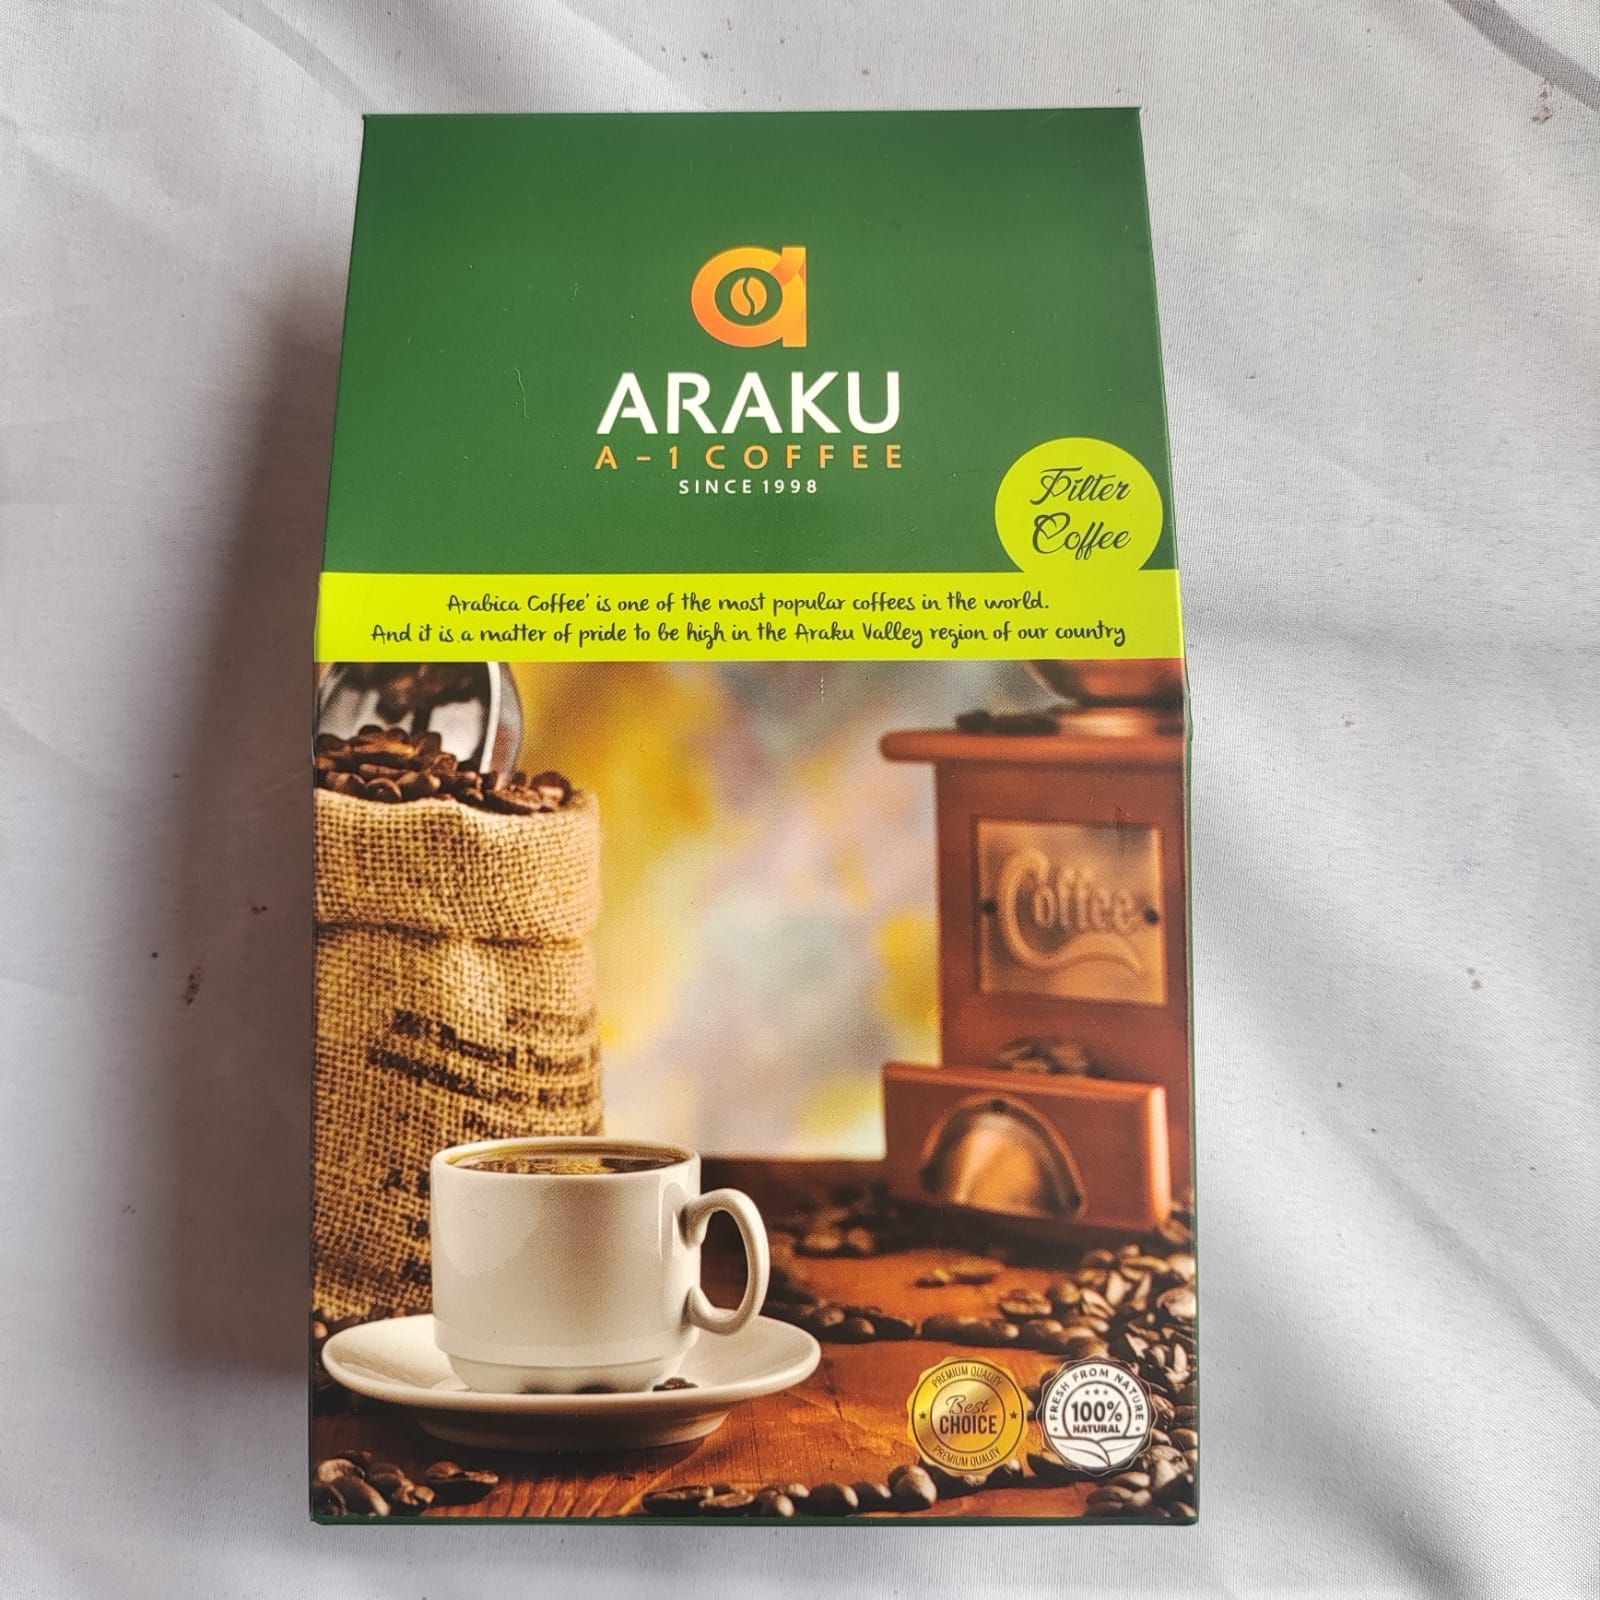 ARAKU
A-1 COFFEE
SINCE 1998
Filter
Coffee
Arabica Coffee' is one of the most popular coffees in the world.
And it is a matter of pride to be high in the Araku Valley region of our country
Coffee
PREMIUM QUALITY
Best
CHOICE
PREMIUM QUALITY
FRESH FROM NATURE
100%
NATURAL